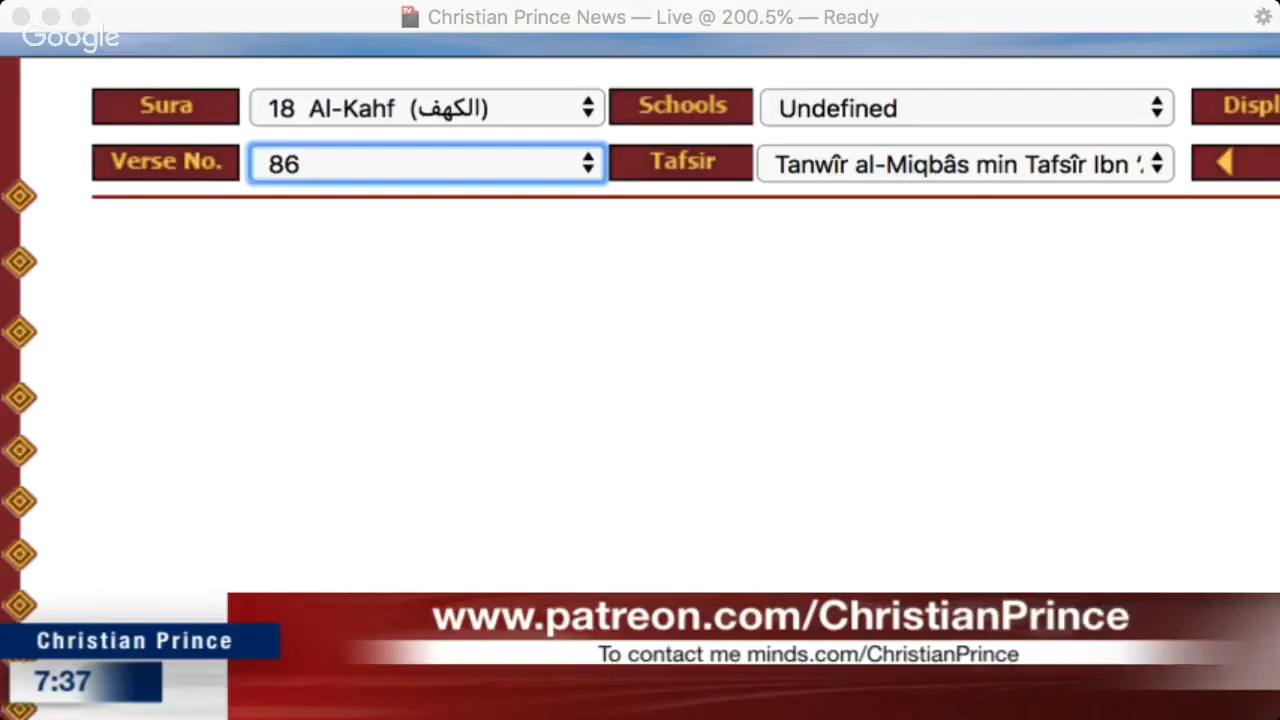 Christian Prince News — Live @ 200.5% — Ready
Google
Sura 18 Al-Kahf (الكهف) Schools Undefined Displ
Verse No. 86 Tafsir Tanwîr al-Miqbâs min Tafsîr Ibn ‘
www.patreon.com/ChristianPrince
To contact me minds.com/ChristianPrince
Christian Prince
7:37